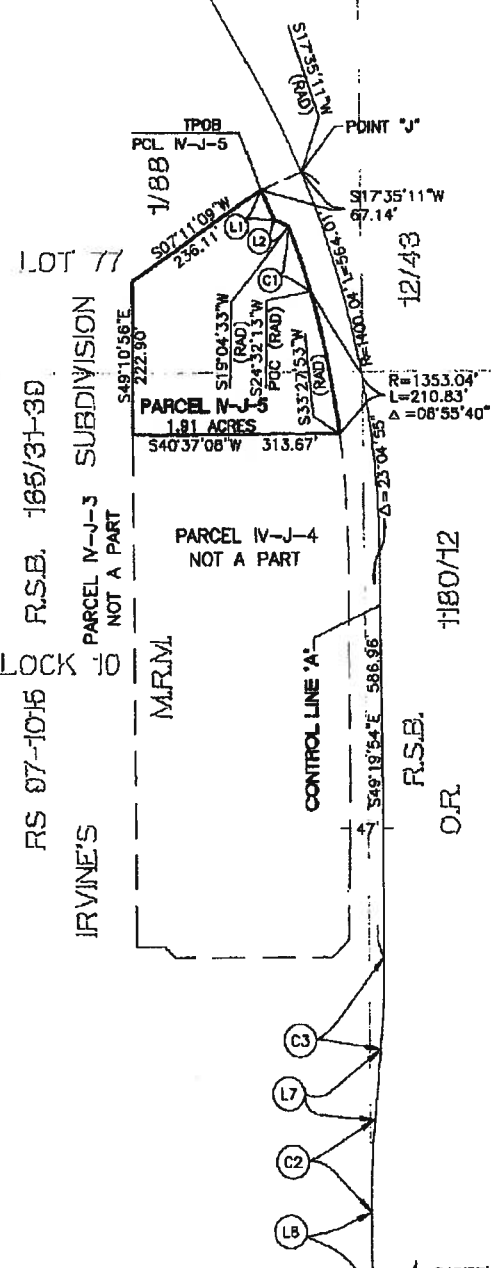 S17°35'11"W
(RAD)
POINT "J"
TPOB
PCL IV-J-5
1/88
S17°35'11"W
67.14'
S07°11'09"W
236.11'
L1
L2
C1
LOT 77
12/43
R=1400.04' L=564.01'
S49°10'56"E
222.90'
S19°04'33"W
(RAD)
S24°32'13"W
POC (RAD)
S33°27'53"W
(RAD)
R=1353.04'
L=210.83'
Δ=08°55'40"
PARCEL IV-J-5
1.91 ACRES
S40°37'08"W 313.67'
SUBDIVISION
R.S.B. 185/31-39
PARCEL IV-J-3
NOT A PART
PARCEL IV-J-4
NOT A PART
Δ=23°04'55"
1180/12
LOCK 10
M.R.M.
RS 97-1015
IRVINE'S
CONTROL LINE "A"
S49°19'54"E 586.96'
R.S.B.
O.R.
47'
C3
L7
C2
L8